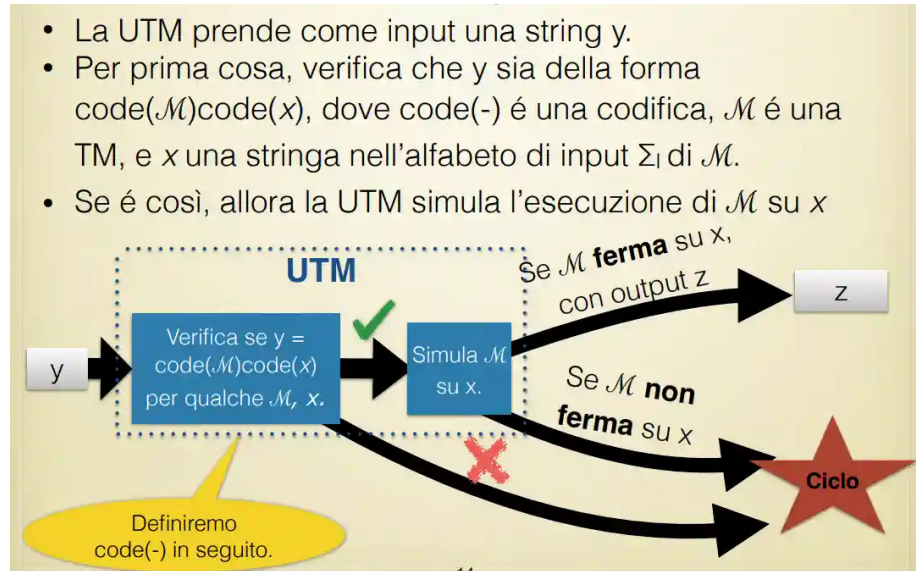 • La UTM prende come input una string y.
• Per prima cosa, verifica che y sia della forma
code(ℳ)code(x), dove code(-) é una codifica, ℳ é una
TM, e x una stringa nell'alfabeto di input ΣI di ℳ.
• Se é così, allora la UTM simula l'esecuzione di ℳ su x
UTM
Se ℳ ferma su x,
con output z
z
y
Verifica se y =
code(ℳ)code(x)
per qualche ℳ, x.
Simula ℳ
su x.
Se ℳ non
ferma su x
Ciclo
Definiremo
code(-) in seguito.